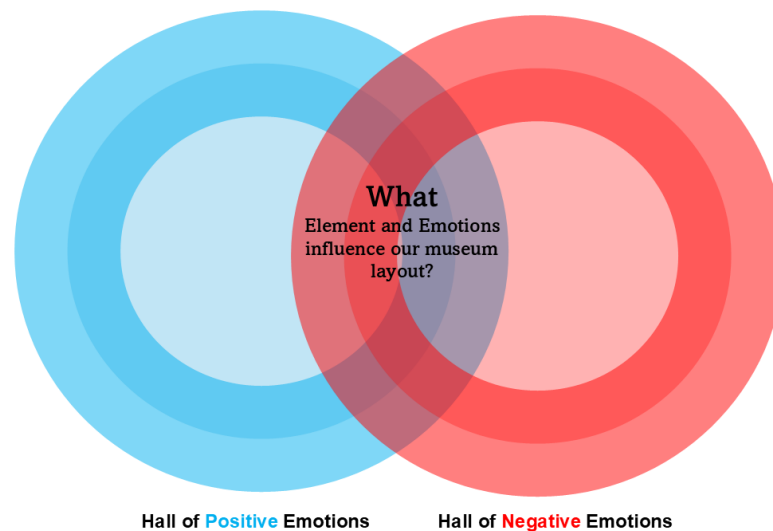 What
Element and Emotions
influence our museum
layout?
Hall of Positive Emotions
Hall of Negative Emotions